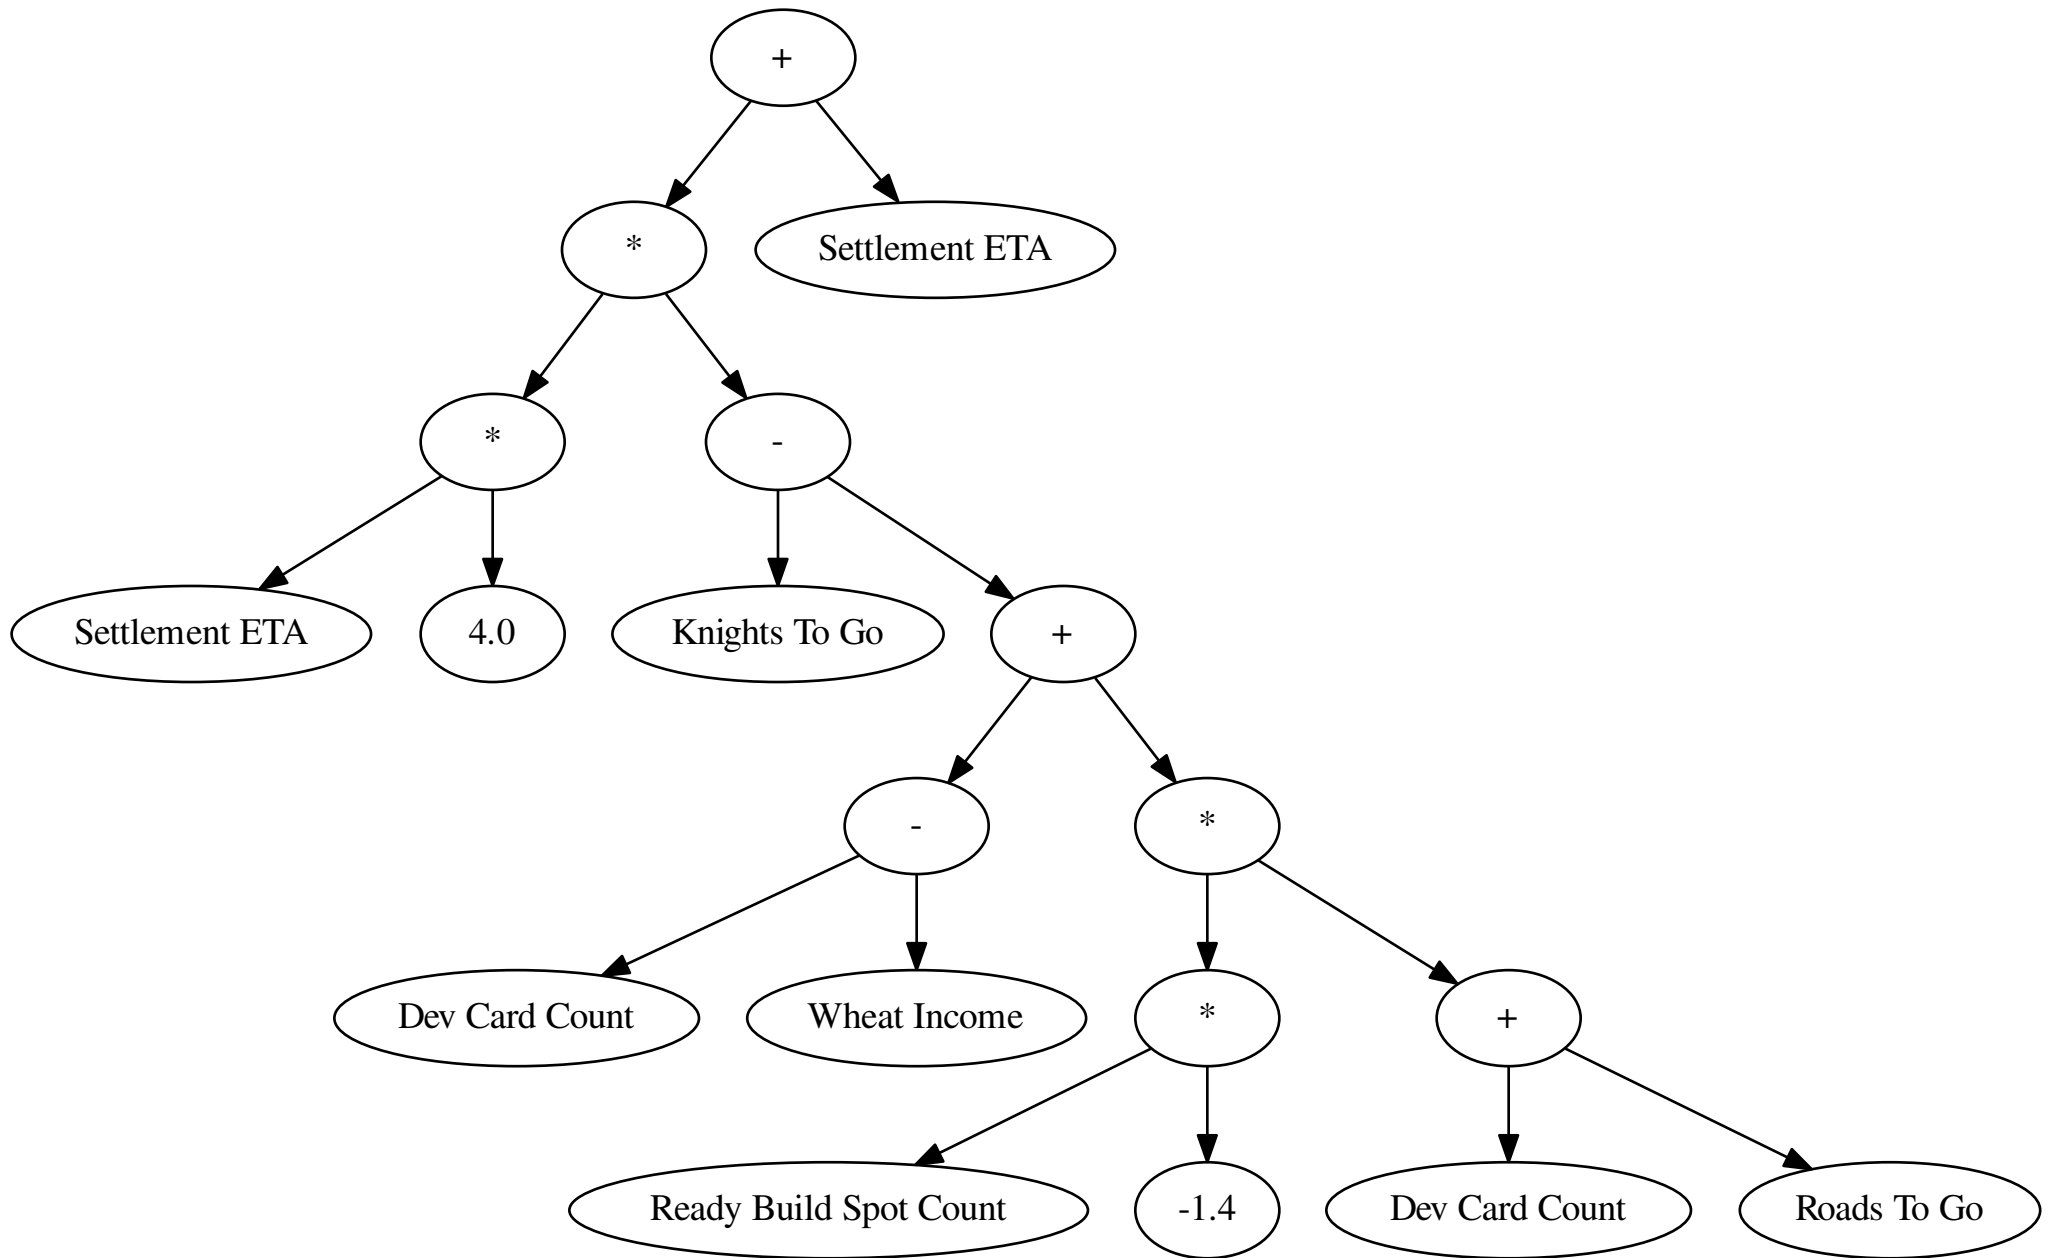 +
*
Settlement ETA
*
-
Settlement ETA
4.0
Knights To Go
+
-
*
Dev Card Count
Wheat Income
*
+
Ready Build Spot Count
-1.4
Dev Card Count
Roads To Go